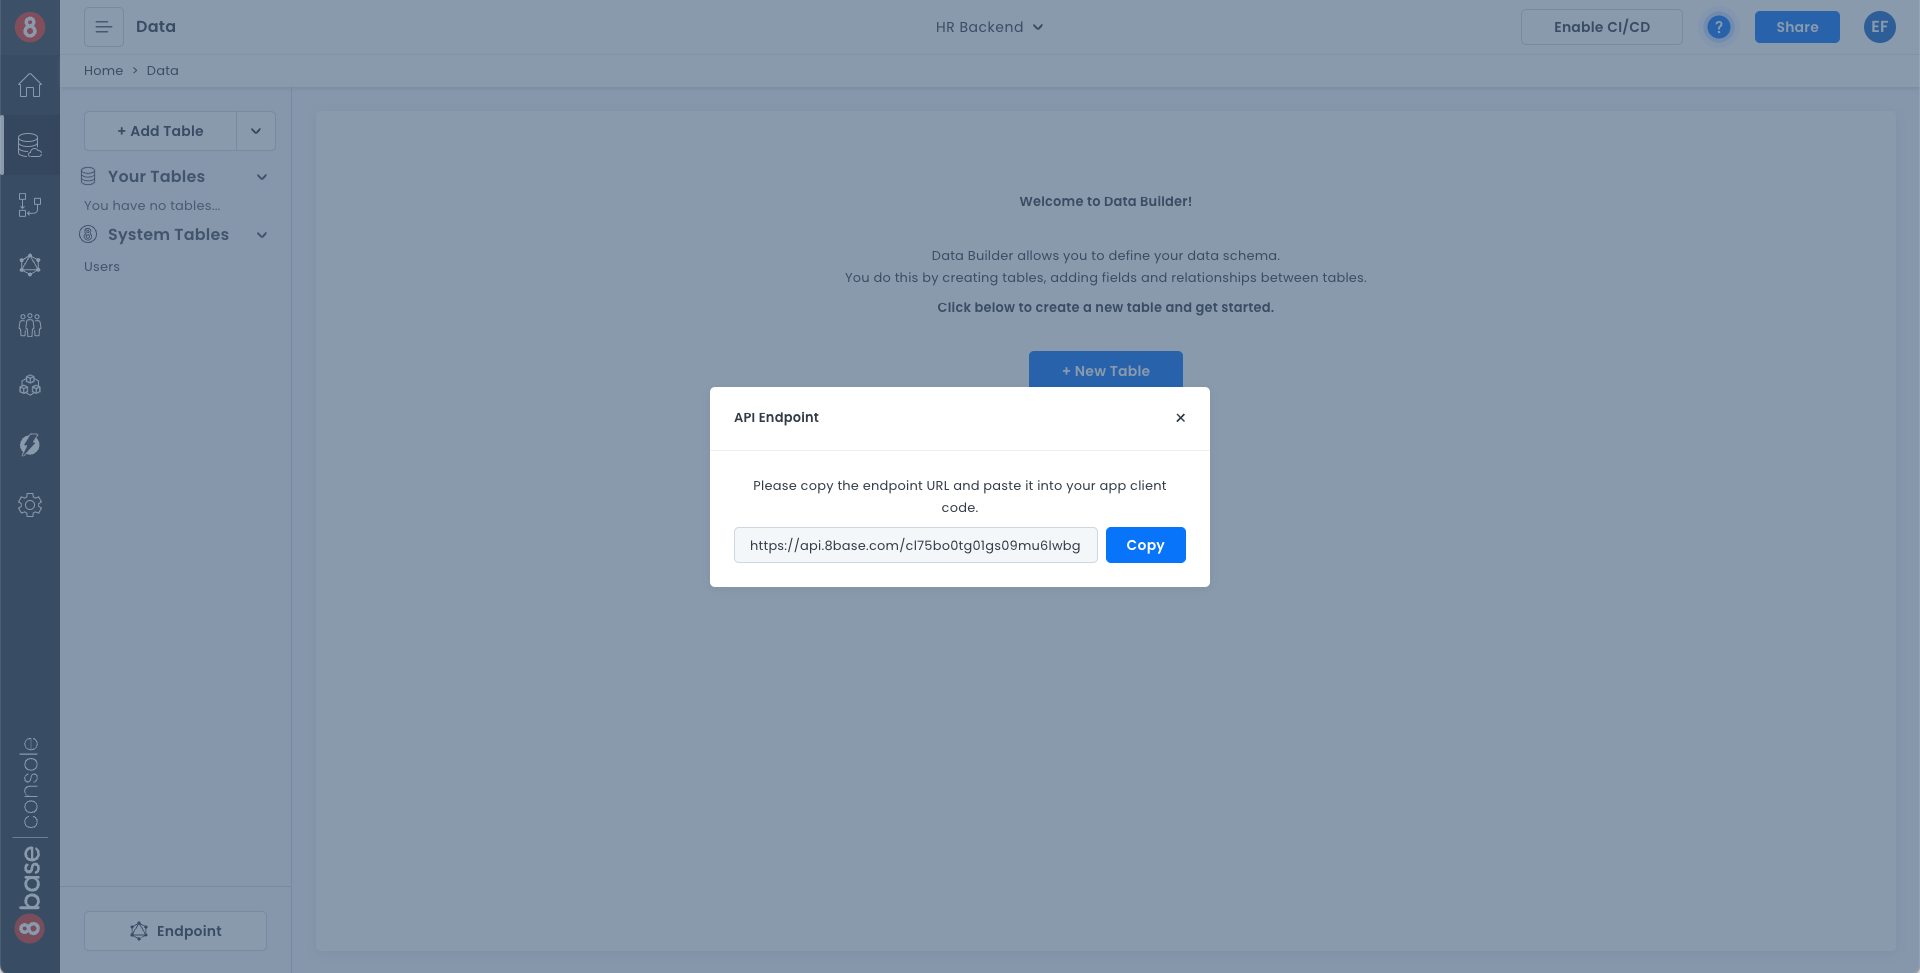 8
Data
HR Backend
Enable CI/CD
?
Share
EF
Home > Data
+ Add Table
Your Tables
You have no tables...
System Tables
Users
Welcome to Data Builder!
Data Builder allows you to define your data schema.
You do this by creating tables, adding fields and relationships between tables.
Click below to create a new table and get started.
+ New Table
API Endpoint
×
Please copy the endpoint URL and paste it into your app client
code.
https://api.8base.com/cl75bo0tg01gs09mu6lwbg
Copy
8base | console
Endpoint